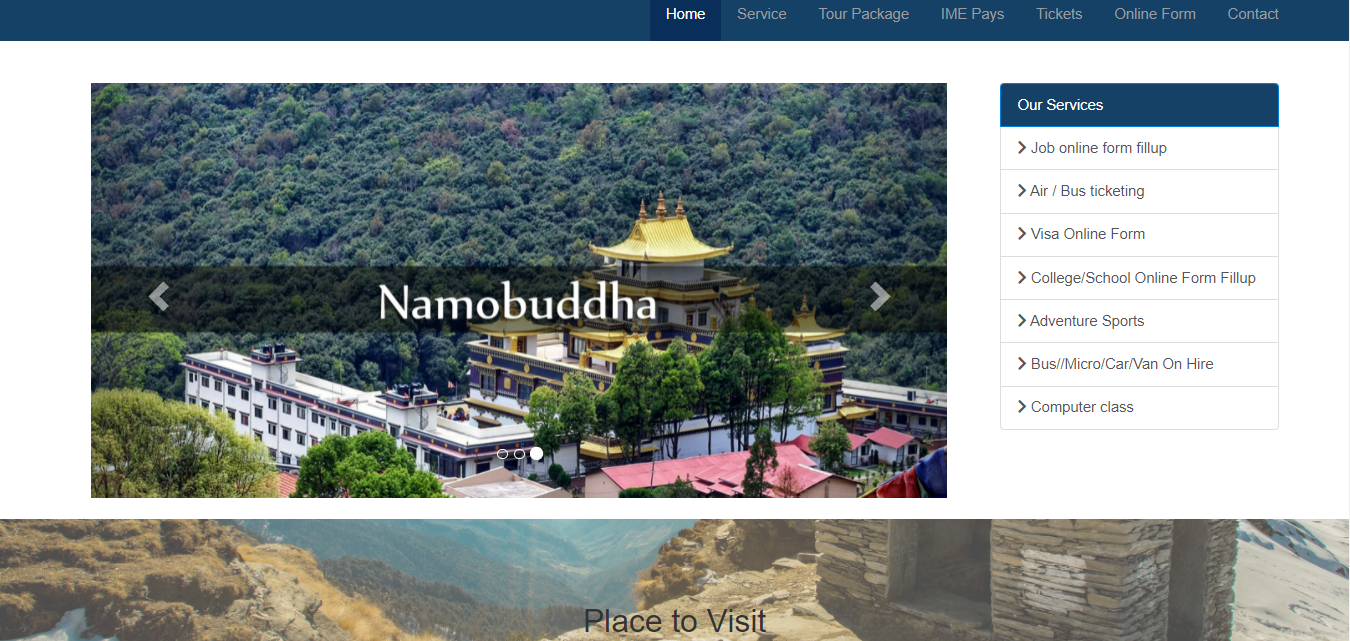 Home Service Tour Package IME Pays Tickets Online Form Contact
Namobuddha
Our Services
Job online form fillup
Air / Bus ticketing
Visa Online Form
College/School Online Form Fillup
Adventure Sports
Bus//Micro/Car/Van On Hire
Computer class
Place to Visit